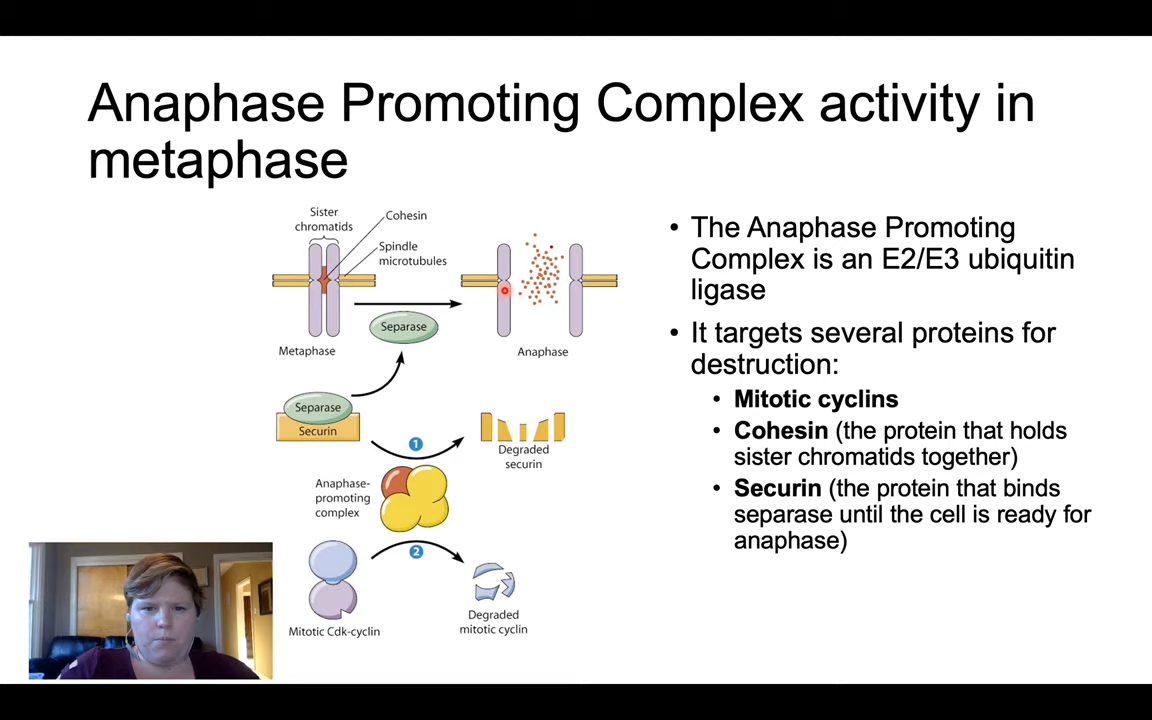 Anaphase Promoting Complex activity in
metaphase
Sister
chromatids
Cohesin
Spindle
microtubules
Separase
Metaphase
Anaphase
Separase
Securin
1
Degraded
securin
Anaphase-
promoting
complex
2
Degraded
mitotic cyclin
Mitotic Cdk-cyclin
• The Anaphase Promoting
Complex is an E2/E3 ubiquitin
ligase
• It targets several proteins for
destruction:
• Mitotic cyclins
• Cohesin (the protein that holds
sister chromatids together)
• Securin (the protein that binds
separase until the cell is ready for
anaphase)